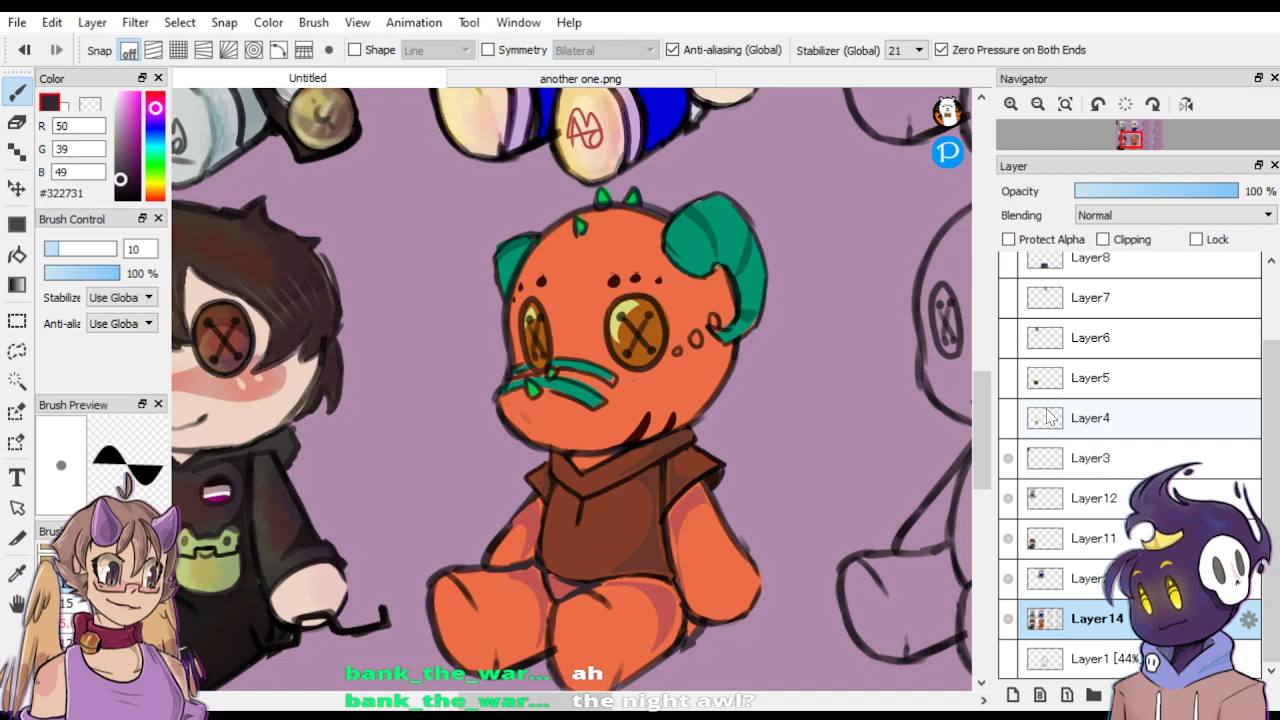 File Edit Layer Filter Select Snap Color Brush View Animation Tool Window Help
Snap off Shape Line Symmetry Bilateral Anti-aliasing (Global) Stabilizer (Global) 21 Zero Pressure on Both Ends
Color
Untitled
another one.png
Navigator
R 50
G 39
B 49
#322731
Layer
Opacity 100 %
Blending Normal
Protect Alpha Clipping Lock
Brush Control
10
100 %
Stabilize Use Globa
Anti-alia Use Globa
Brush Preview
Layer8
Layer7
Layer6
Layer5
Layer4
Layer3
Layer12
Layer11
Layer14
Layer1 [44%]
T
P
15
bank_the_war... ah
bank_the_war... the night awl?